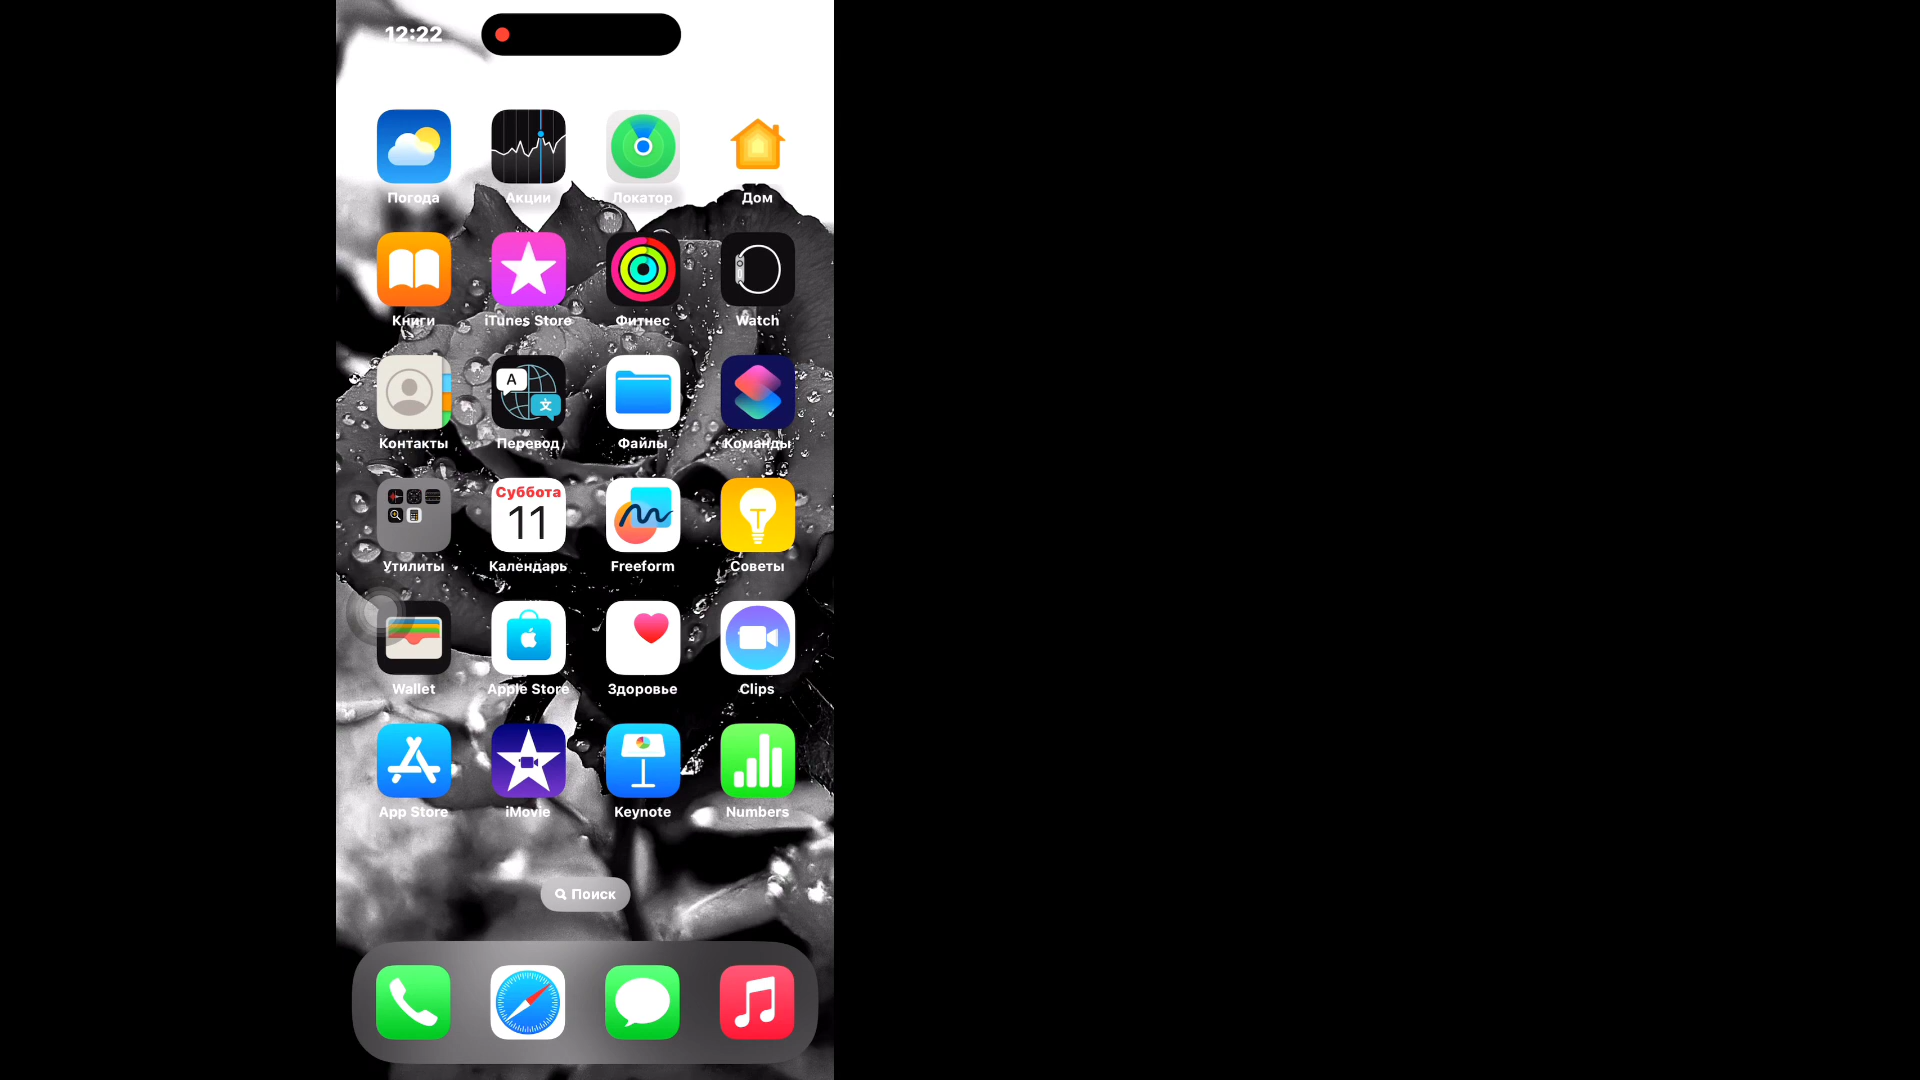 12:22
Погода
Акции
Локатор
Дом
Книги
iTunes Store
Фитнес
Watch
A
文
Контакты
Перевод
Файлы
Команды
Суббота
11
Утилиты
Календарь
Freeform
Советы
Wallet
Apple Store
Здоровье
Clips
App Store
iMovie
Keynote
Numbers
Поиск